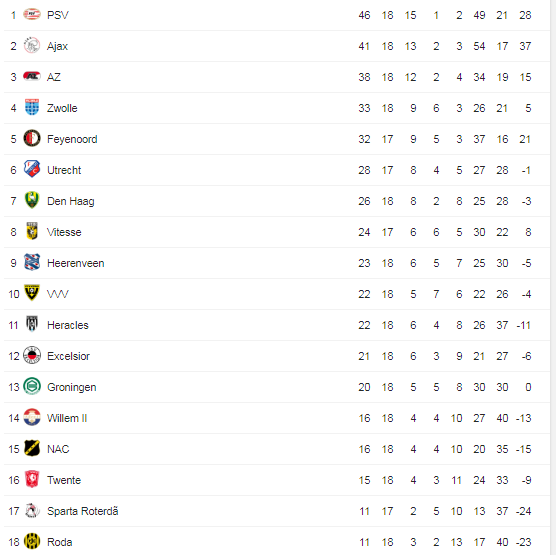 1 PSV 46 18 15 1 2 49 21 28
2 Ajax 41 18 13 2 3 54 17 37
3 AZ 38 18 12 2 4 34 19 15
4 Zwolle 33 18 9 6 3 26 21 5
5 Feyenoord 32 17 9 5 3 37 16 21
6 Utrecht 28 17 8 4 5 27 28 -1
7 Den Haag 26 18 8 2 8 25 28 -3
8 Vitesse 24 17 6 6 5 30 22 8
9 Heerenveen 23 18 6 5 7 25 30 -5
10 VVV 22 18 5 7 6 22 26 -4
11 Heracles 22 18 6 4 8 26 37 -11
12 Excelsior 21 18 6 3 9 21 27 -6
13 Groningen 20 18 5 5 8 30 30 0
14 Willem II 16 18 4 4 10 27 40 -13
15 NAC 16 18 4 4 10 20 35 -15
16 Twente 15 18 4 3 11 24 33 -9
17 Sparta Roterdã 11 17 2 5 10 13 37 -24
18 Roda 11 18 3 2 13 17 40 -23